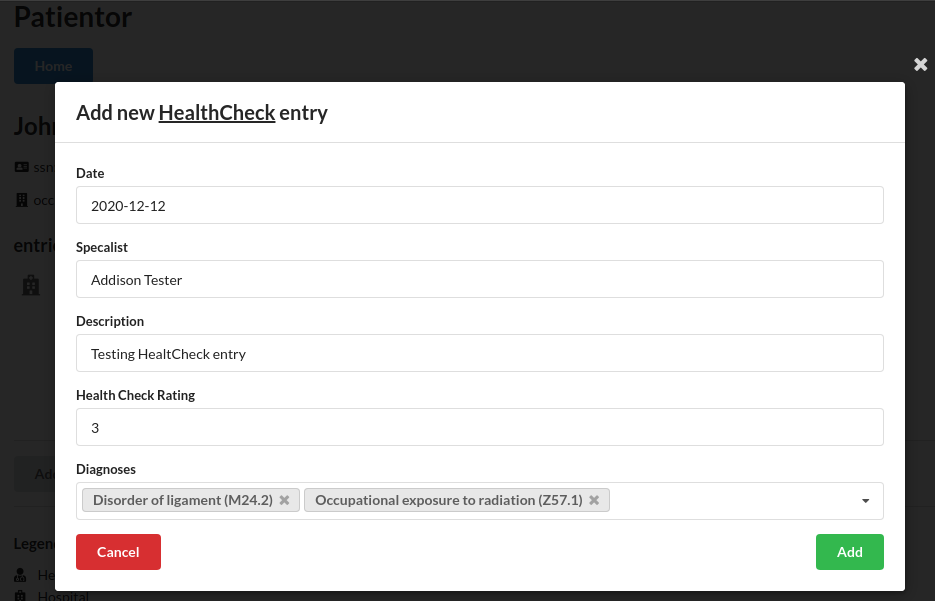 Patientor
Home
Add new HealthCheck entry
John
ssn
Date
2020-12-12
occ
Specalist
entrie
Addison Tester
Description
Testing HealtCheck entry
Health Check Rating
3
Diagnoses
Add
Disorder of ligament (M24.2) Occupational exposure to radiation (Z57.1)
Cancel Add
Legen
He
Hospital